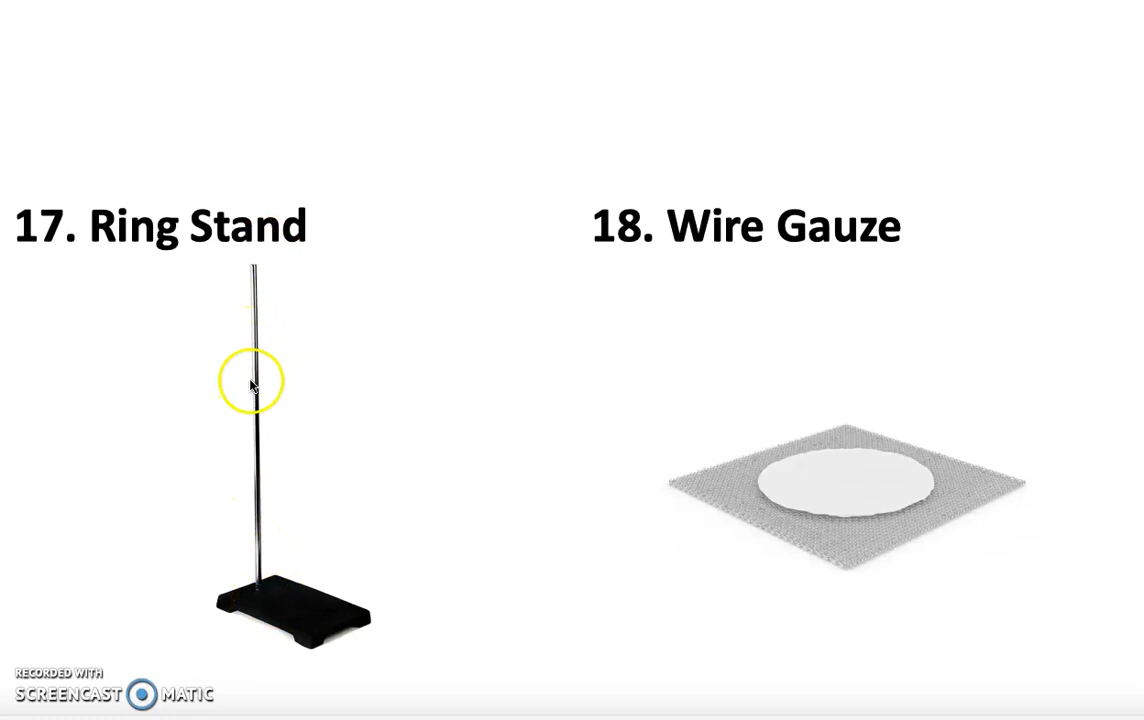 17. Ring Stand
18. Wire Gauze
RECORDED WITH
SCREENCAST MATIC